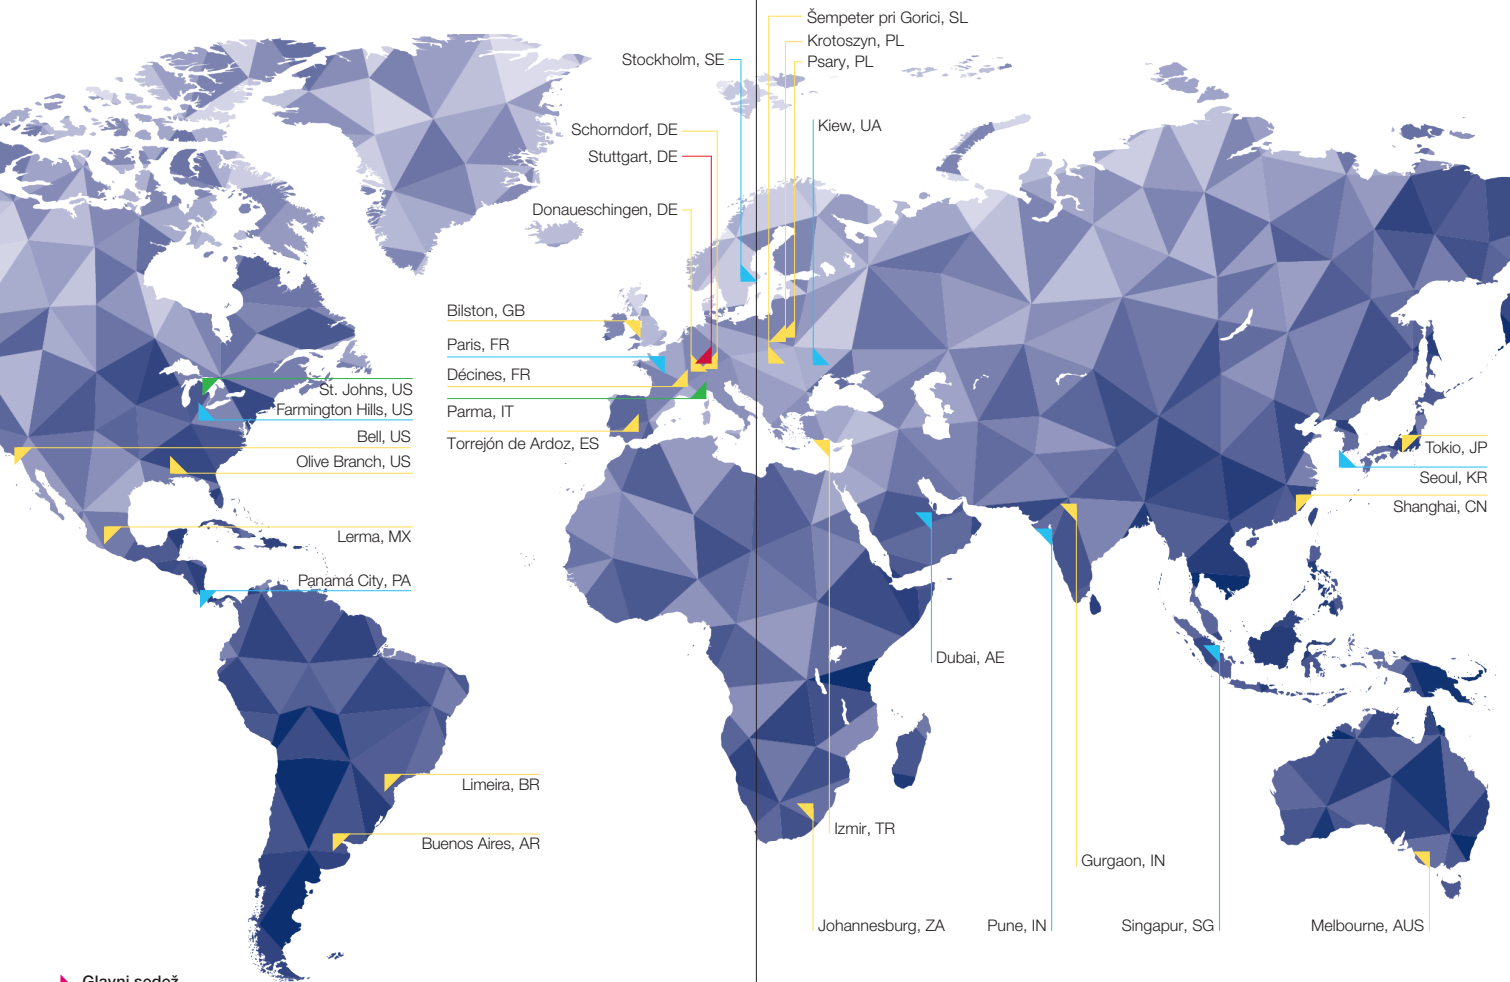 Šempeter pri Gorici, SL
Krotoszyn, PL
Stockholm, SE
Psary, PL
Schorndorf, DE
Kiew, UA
Stuttgart, DE
Donaueschingen, DE
Bilston, GB
Paris, FR
Décines, FR
Parma, IT
Torrejón de Ardoz, ES
St. Johns, US
Farmington Hills, US
Bell, US
Olive Branch, US
Lerma, MX
Panamá City, PA
Tokio, JP
Seoul, KR
Shanghai, CN
Dubai, AE
Limeira, BR
Buenos Aires, AR
Izmir, TR
Gurgaon, IN
Johannesburg, ZA
Pune, IN
Singapur, SG
Melbourne, AUS
Glavni sedež